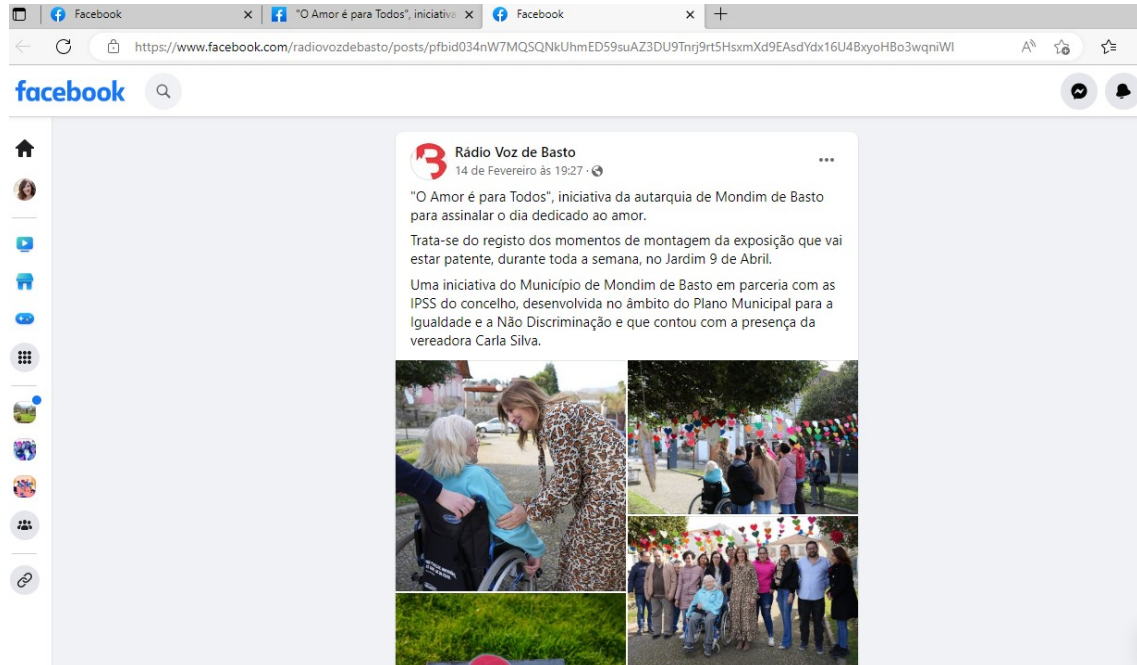 Facebook
"O Amor é para Todos", iniciativa
Facebook
https://www.facebook.com/radiovozdebasto/posts/pfbid034nW7MQSQNkUhmED59suAZ3DU9Tnrj9rt5HsxmXd9EAsdYdx16U4BxyoHBo3wqniWl
facebook
Rádio Voz de Basto
14 de Fevereiro às 19:27 ·
"O Amor é para Todos", iniciativa da autarquia de Mondim de Basto
para assinalar o dia dedicado ao amor.
Trata-se do registo dos momentos de montagem da exposição que vai
estar patente, durante toda a semana, no Jardim 9 de Abril.
Uma iniciativa do Município de Mondim de Basto em parceria com as
IPSS do concelho, desenvolvida no âmbito do Plano Municipal para a
Igualdade e a Não Discriminação e que contou com a presença da
vereadora Carla Silva.